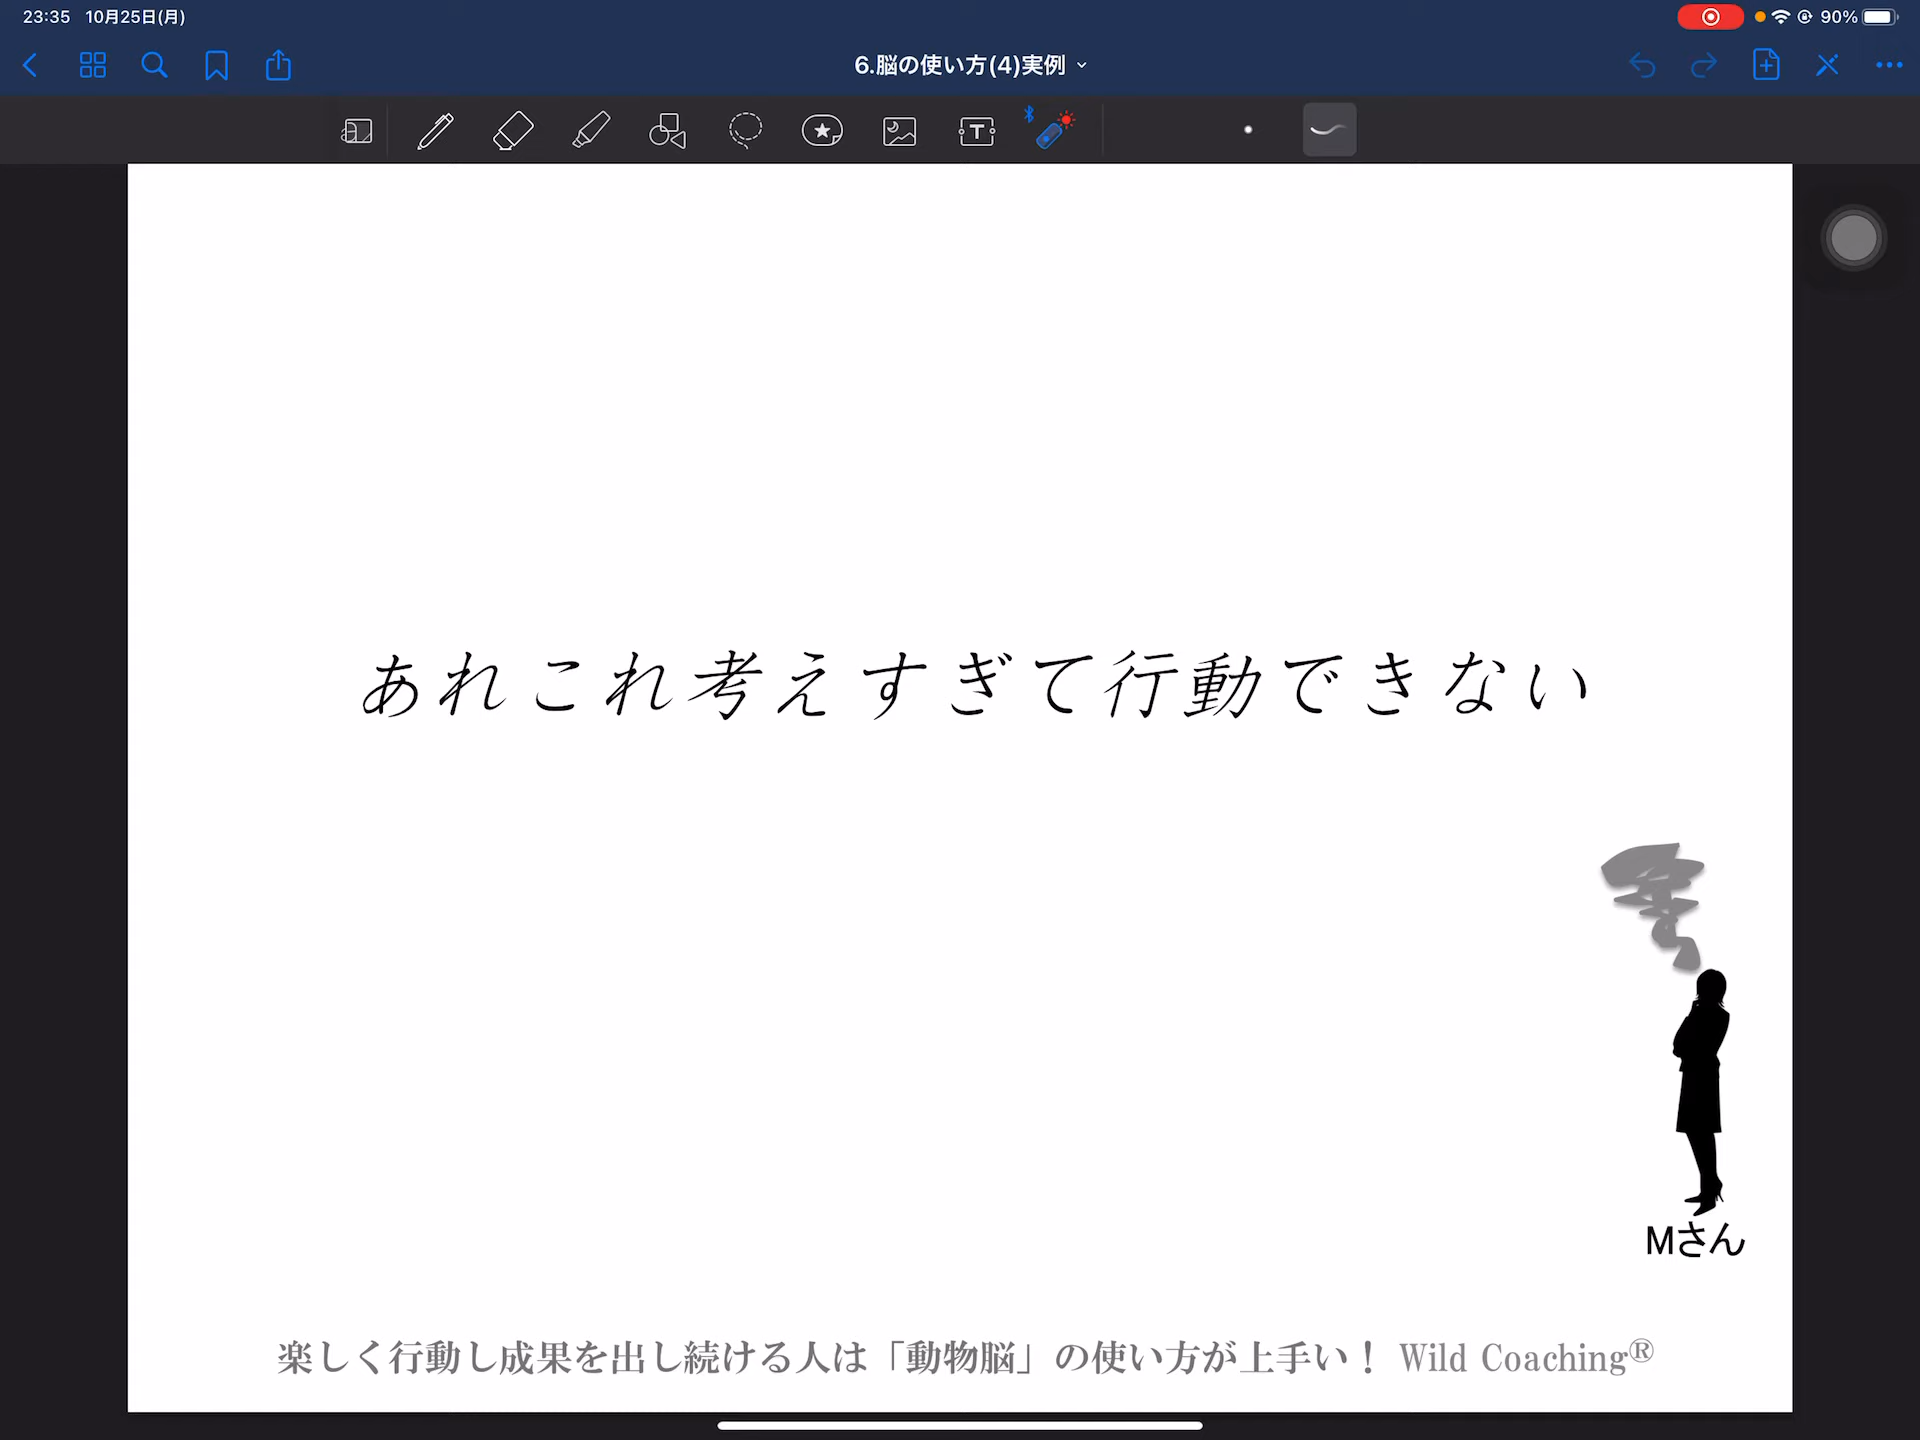 23:35 10月25日(月)
90%
6.脳の使い方(4)実例
あれこれ考えすぎて行動できない
Mさん
楽しく行動し成果を出し続ける人は「動物脳」の使い方が上手い！ Wild Coaching®